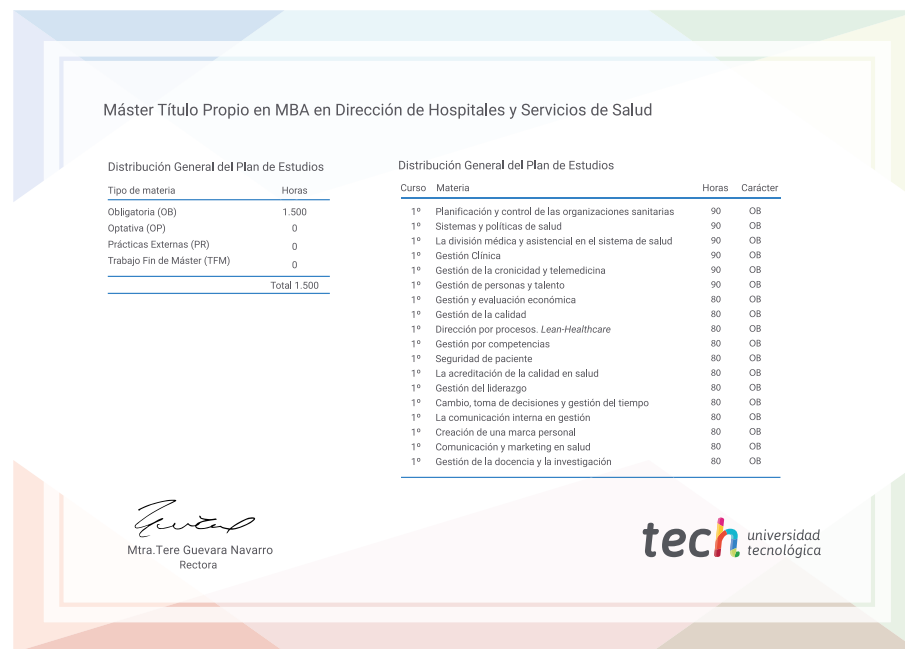 Máster Título Propio en MBA en Dirección de Hospitales y Servicios de Salud
Distribución General del Plan de Estudios
Tipo de materia Horas
Obligatoria (OB) 1.500
Optativa (OP) 0
Prácticas Externas (PR) 0
Trabajo Fin de Máster (TFM) 0
Total 1.500
Distribución General del Plan de Estudios
Curso Materia Horas Carácter
1º Planificación y control de las organizaciones sanitarias 90 OB
1º Sistemas y políticas de salud 90 OB
1º La división médica y asistencial en el sistema de salud 90 OB
1º Gestión Clínica 90 OB
1º Gestión de la cronicidad y telemedicina 90 OB
1º Gestión de personas y talento 90 OB
1º Gestión y evaluación económica 80 OB
1º Gestión de la calidad 80 OB
1º Dirección por procesos. Lean-Healthcare 80 OB
1º Gestión por competencias 80 OB
1º Seguridad de paciente 80 OB
1º La acreditación de la calidad en salud 80 OB
1º Gestión del liderazgo 80 OB
1º Cambio, toma de decisiones y gestión del tiempo 80 OB
1º La comunicación interna en gestión 80 OB
1º Creación de una marca personal 80 OB
1º Comunicación y marketing en salud 80 OB
1º Gestión de la docencia y la investigación 80 OB
Mtra.Tere Guevara Navarro
Rectora
tech universidad
tecnológica